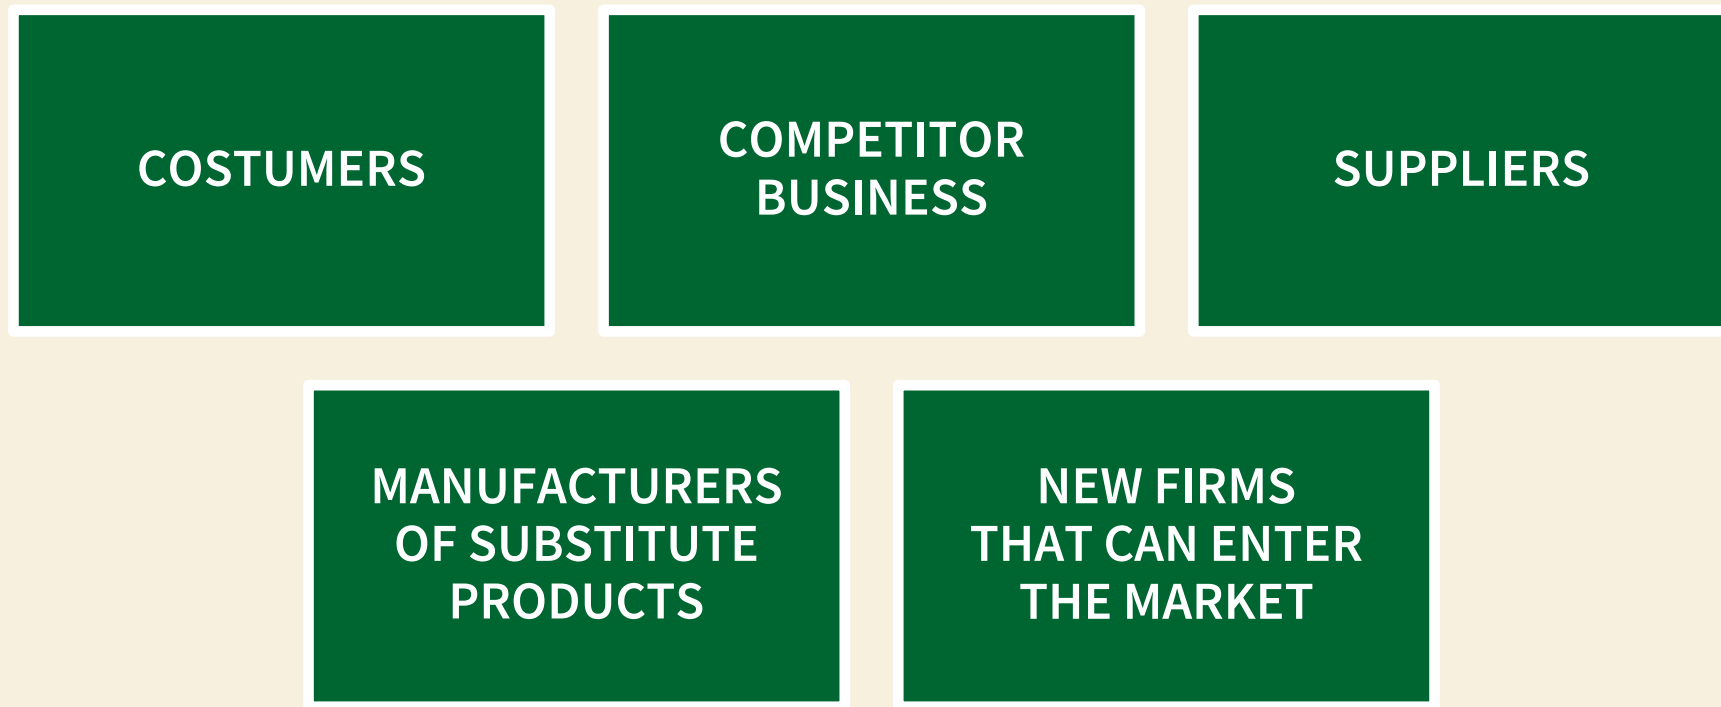 COSTUMERS
COMPETITOR
BUSINESS
SUPPLIERS
MANUFACTURERS
OF SUBSTITUTE
PRODUCTS
NEW FIRMS
THAT CAN ENTER
THE MARKET